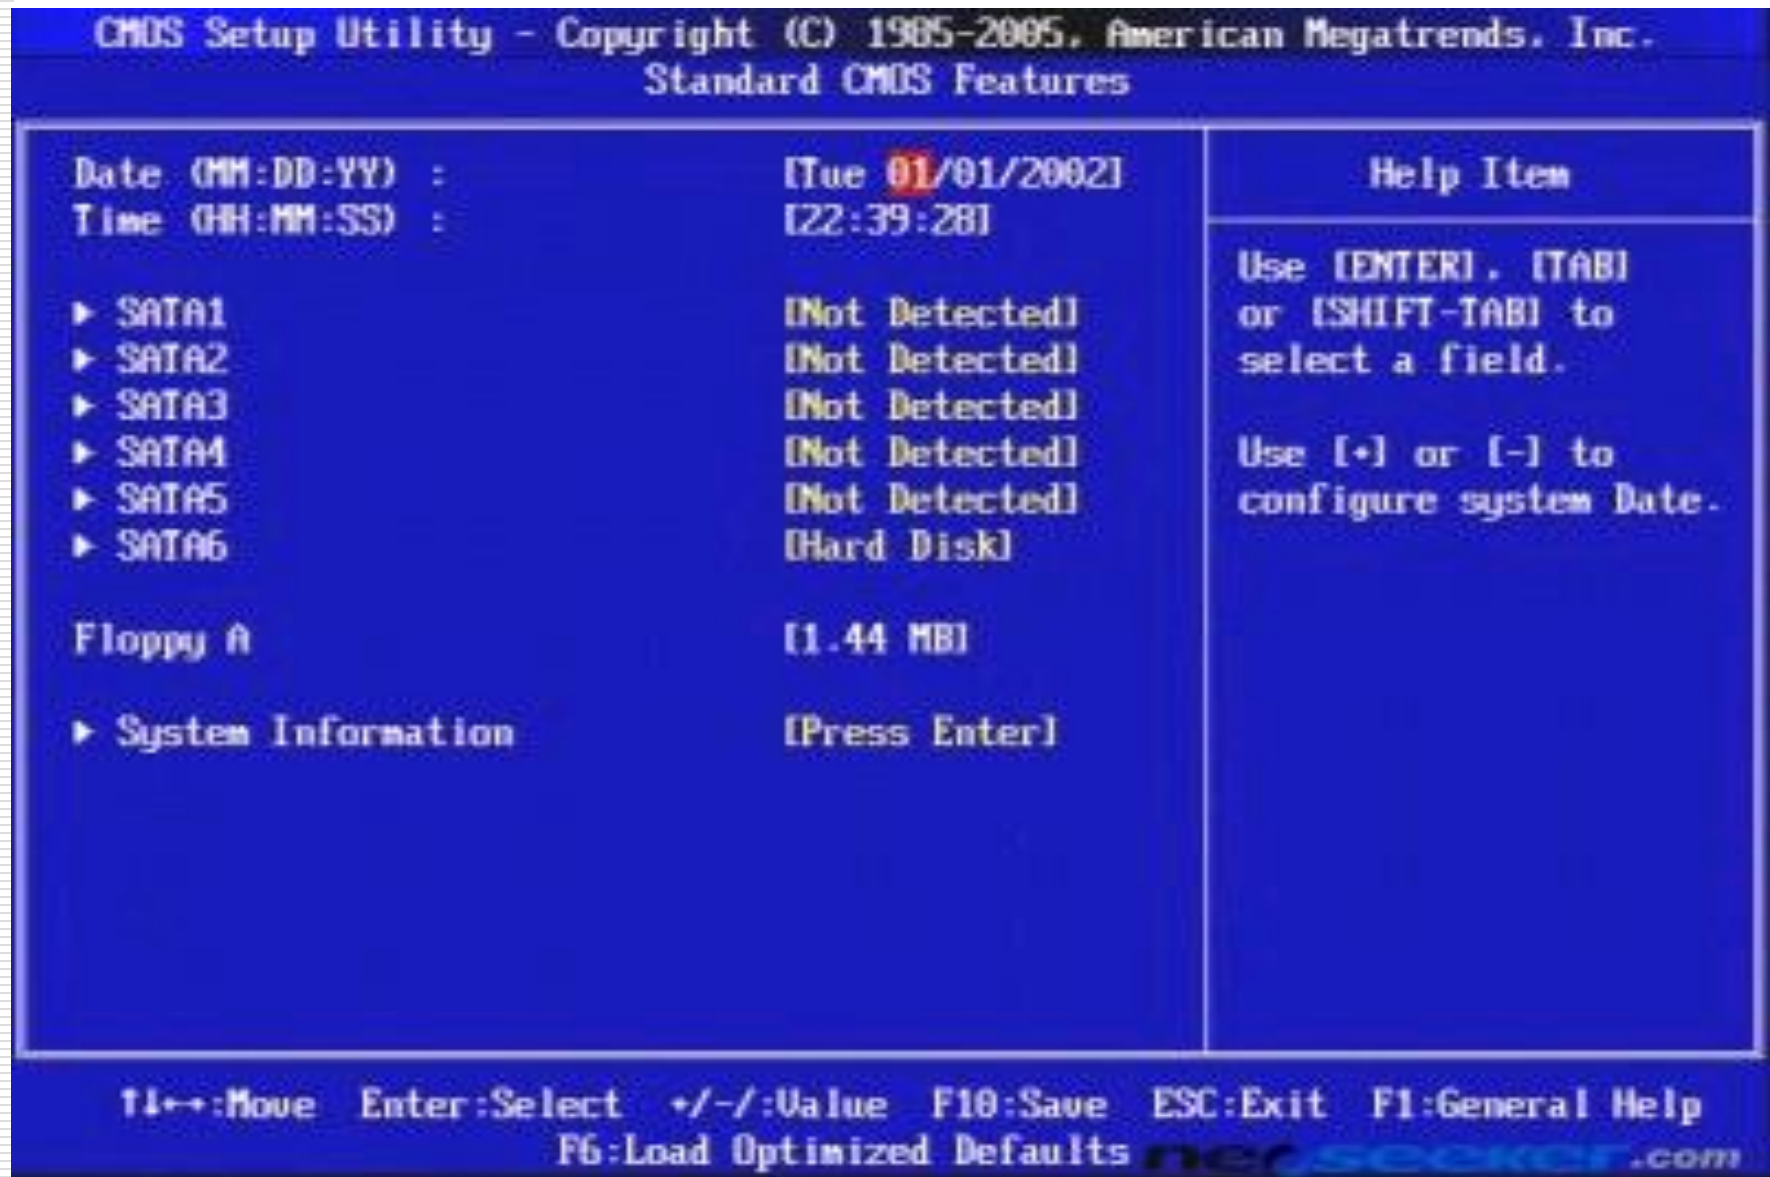 CMOS Setup Utility - Copyright (C) 1985-2005, American Megatrends, Inc.
Standard CMOS Features
Date (MM:DD:YY) : [Tue 01/01/2002]
Time (HH:MM:SS) : [22:39:28]
▶ SATA1 [Not Detected]
▶ SATA2 [Not Detected]
▶ SATA3 [Not Detected]
▶ SATA4 [Not Detected]
▶ SATA5 [Not Detected]
▶ SATA6 [Hard Disk]
Floppy A [1.44 MB]
▶ System Information [Press Enter]
Help Item
Use [ENTER], [TAB]
or [SHIFT-TAB] to
select a field.
Use [+] or [-] to
configure system Date.
↑↓←→:Move Enter:Select +/-/:Value F10:Save ESC:Exit F1:General Help
F6:Load Optimized Defaults
.com